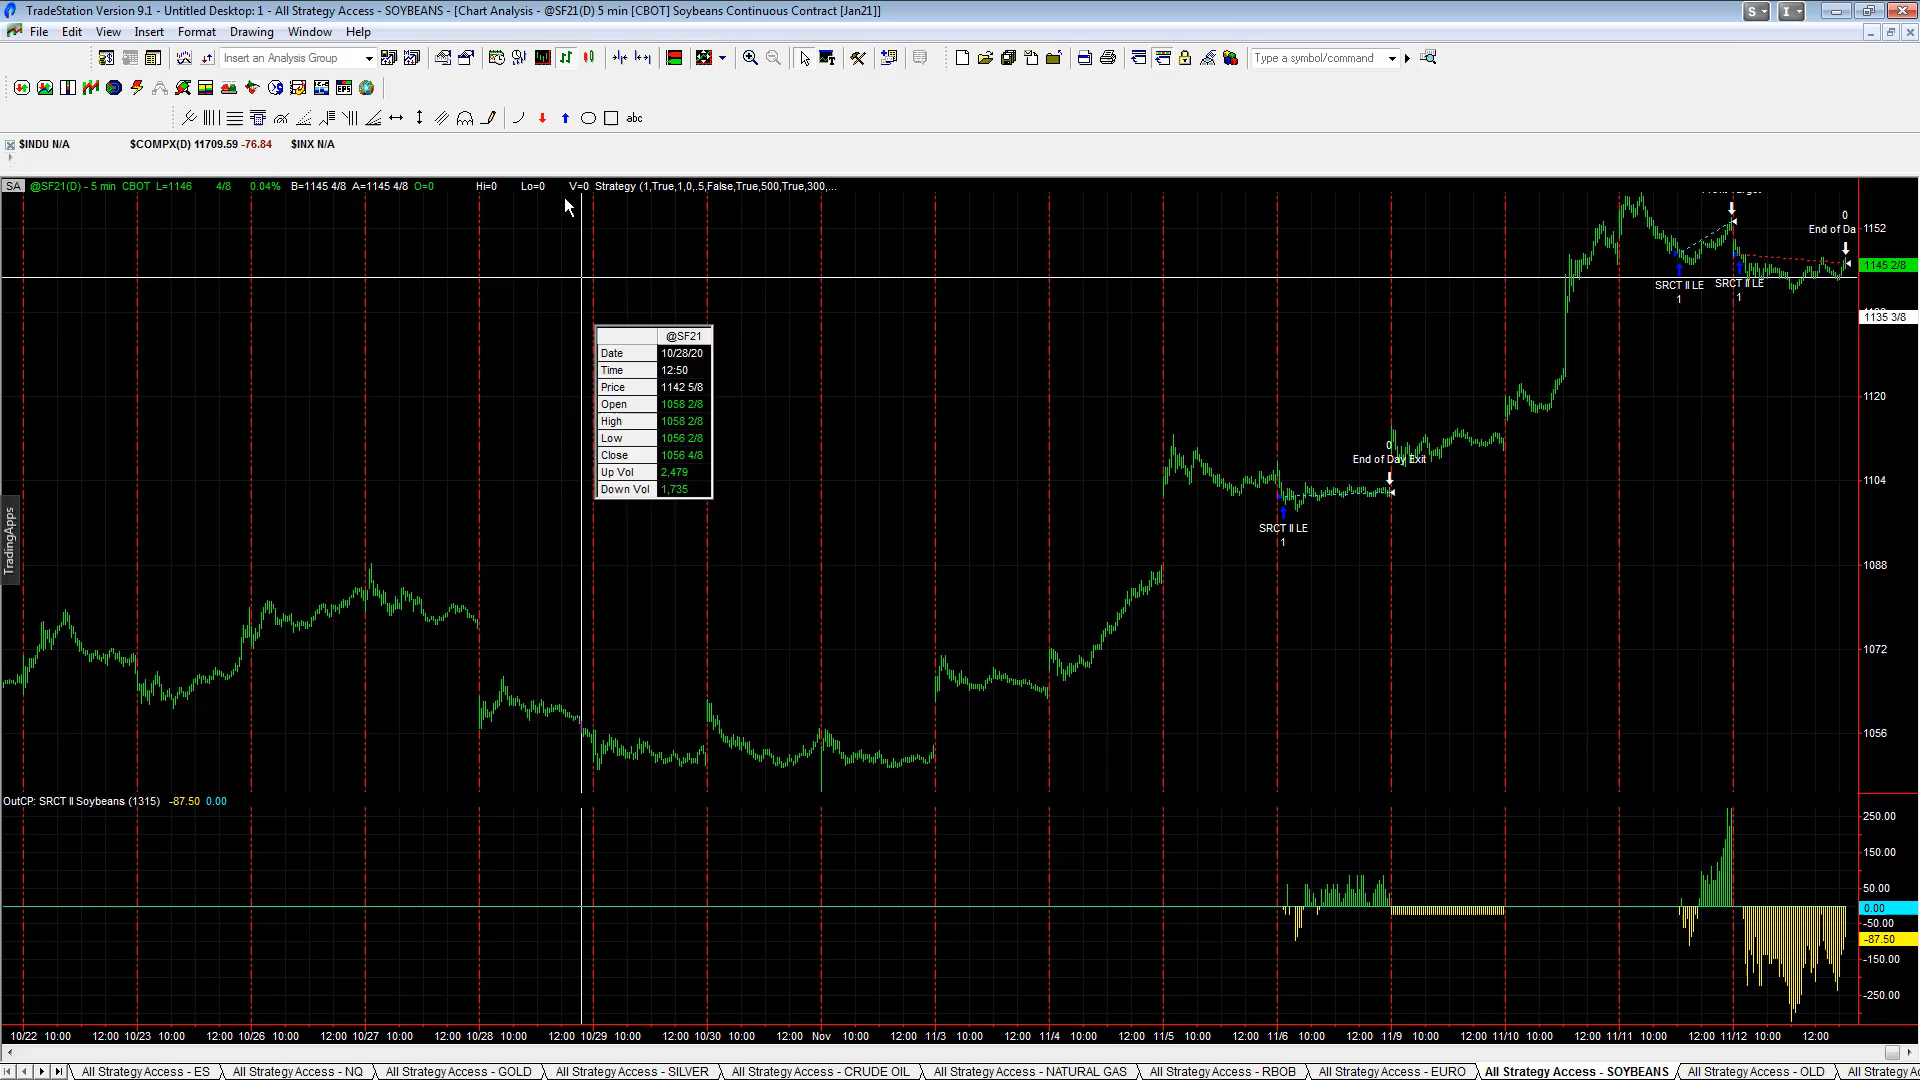 TradeStation Version 9.1 - Untitled Desktop: 1 - All Strategy Access - SOYBEANS - [Chart Analysis - @SF21(D) 5 min [CBOT] Soybeans Continuous Contract [Jan21]]
S I
File Edit View Insert Format Drawing Window Help
Insert an Analysis Group
Type a symbol/command
abc
$INDU N/A $COMPX(D) 11709.59 -76.84 $INX N/A
SA @SF21(D) - 5 min CBOT L=1146 4/8 0.04% B=1145 4/8 A=1145 4/8 O=0 Hi=0 Lo=0 V=0 Strategy (1,True,1,0,.5,False,True,500,True,300,...
0
End of Da
1152
1145 2/8
SRCT II LE
1
SRCT II LE
1
1135 3/8
@SF21
Date 10/28/20
Time 12:50
Price 1142 5/8
Open 1058 2/8
High 1058 2/8
Low 1056 2/8
Close 1056 4/8
Up Vol 2,479
Down Vol 1,735
1120
0
End of Day Exit
1104
SRCT II LE
1
TradingApps
1088
1072
1056
OutCP: SRCT II Soybeans (1315) -87.50 0.00
250.00
150.00
50.00
0.00
-50.00
-87.50
-150.00
-250.00
10/22 10:00 12:00 10/23 10:00 12:00 10/26 10:00 12:00 10/27 10:00 12:00 10/28 10:00 12:00 10/29 10:00 12:00 10/30 10:00 12:00 Nov 10:00 12:00 11/3 10:00 12:00 11/4 10:00 12:00 11/5 10:00 12:00 11/6 10:00 12:00 11/9 10:00 12:00 11/10 10:00 12:00 11/11 10:00 12:00 11/12 10:00 12:00
All Strategy Access - ES All Strategy Access - NQ All Strategy Access - GOLD All Strategy Access - SILVER All Strategy Access - CRUDE OIL All Strategy Access - NATURAL GAS All Strategy Access - RBOB All Strategy Access - EURO All Strategy Access - SOYBEANS All Strategy Access - OLD All Strategy Ac